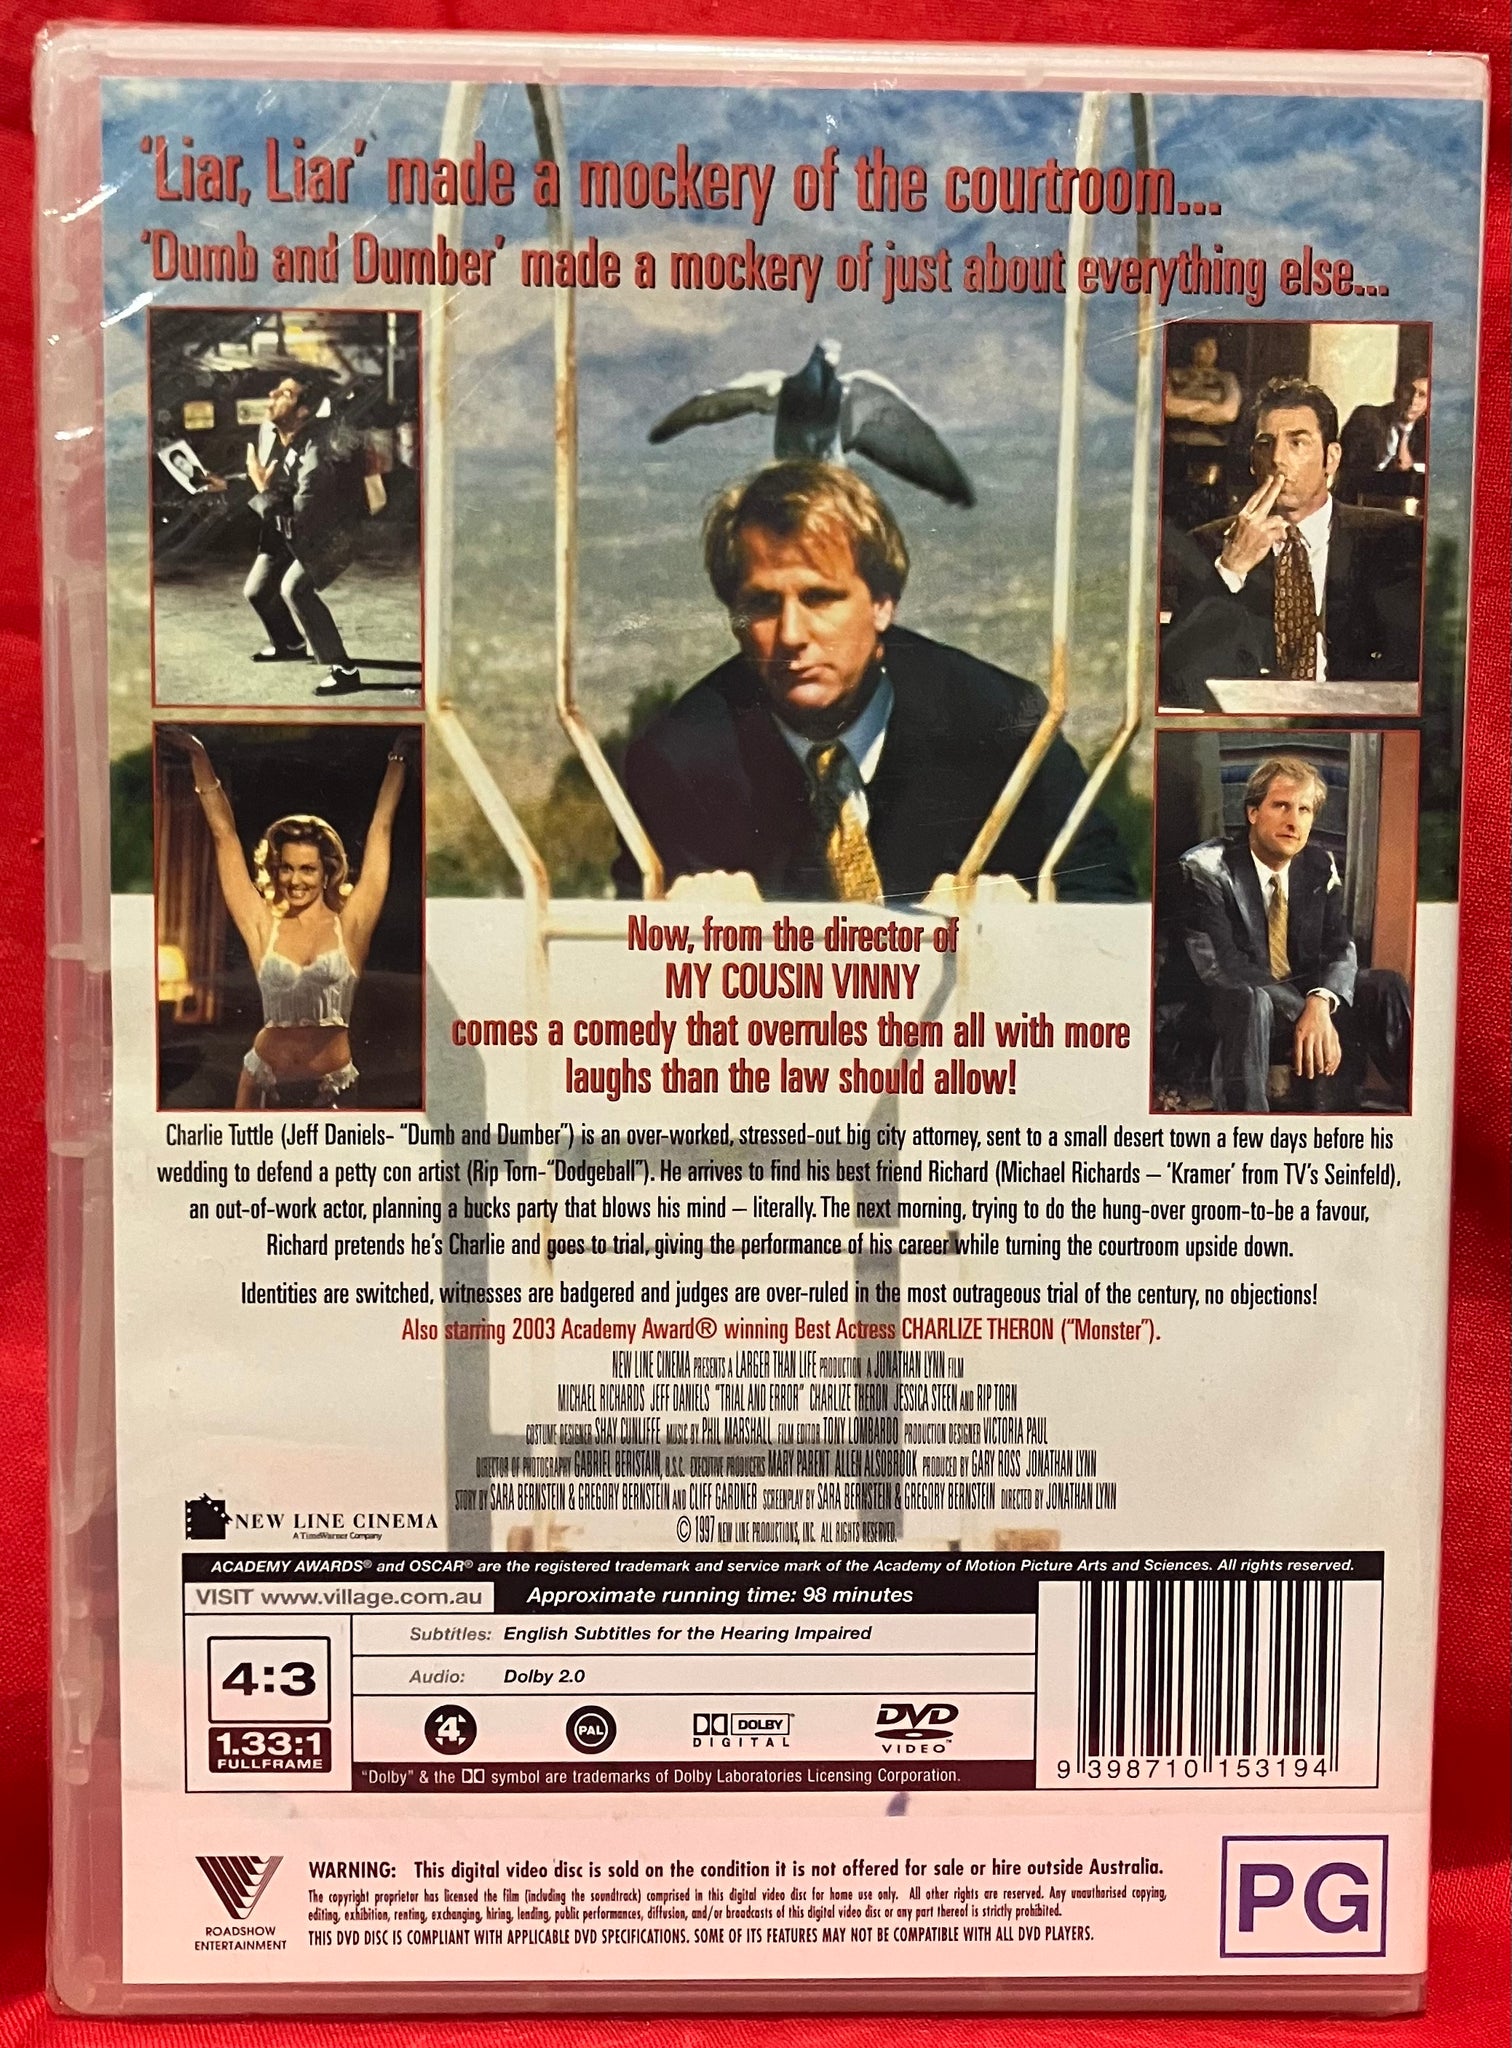 'Liar, Liar' made a mockery of the courtroom...
'Dumb and Dumber' made a mockery of just about everything else...
Now, from the director of
MY COUSIN VINNY
comes a comedy that overrules them all with more
laughs than the law should allow!
Charlie Tuttle (Jeff Daniels- "Dumb and Dumber") is an over-worked, stressed-out big city attorney, sent to a small desert town a few days before his
wedding to defend a petty con artist (Rip Torn-"Dodgeball"). He arrives to find his best friend Richard (Michael Richards – 'Kramer' from TV's Seinfeld),
an out-of-work actor, planning a bucks party that blows his mind – literally. The next morning, trying to do the hung-over groom-to-be a favour,
Richard pretends he's Charlie and goes to trial, giving the performance of his career while turning the courtroom upside down.
Identities are switched, witnesses are badgered and judges are over-ruled in the most outrageous trial of the century, no objections!
Also starring 2003 Academy Award® winning Best Actress CHARLIZE THERON ("Monster").
NEW LINE CINEMA PRESENTS A LARGER THAN LIFE PRODUCTION A JONATHAN LYNN FILM
MICHAEL RICHARDS JEFF DANIELS "TRIAL AND ERROR" CHARLIZE THERON JESSICA STEEN AND RIP TORN
COSTUME DESIGNER SHAY CUNLIFFE MUSIC BY PHIL MARSHALL FILM EDITOR TONY LOMBARDO PRODUCTION DESIGNER VICTORIA PAUL
DIRECTOR OF PHOTOGRAPHY GABRIEL BERISTAIN, B.S.C. EXECUTIVE PRODUCERS MARY PARENT ALLEN ALSOBROOK PRODUCED BY GARY ROSS JONATHAN LYNN
STORY BY SARA BERNSTEIN & GREGORY BERNSTEIN AND CLIFF GARDNER SCREENPLAY BY SARA BERNSTEIN & GREGORY BERNSTEIN DIRECTED BY JONATHAN LYNN
© 1997 NEW LINE PRODUCTIONS, INC. ALL RIGHTS RESERVED.
NEW LINE CINEMA
A TimeWarner Company
ACADEMY AWARDS® and OSCAR® are the registered trademark and service mark of the Academy of Motion Picture Arts and Sciences. All rights reserved.
VISIT www.village.com.au
Approximate running time: 98 minutes
Subtitles: English Subtitles for the Hearing Impaired
Audio: Dolby 2.0
4:3
1.33:1
FULLFRAME
4
PAL
DOLBY
DIGITAL
DVD
VIDEO™
"Dolby" & the DD symbol are trademarks of Dolby Laboratories Licensing Corporation.
9 398710 153194
ROADSHOW
ENTERTAINMENT
WARNING: This digital video disc is sold on the condition it is not offered for sale or hire outside Australia.
The copyright proprietor has licensed the film (including the soundtrack) comprised in this digital video disc for home use only. All other rights are reserved. Any unauthorised copying,
editing, exhibition, renting, exchanging, hiring, lending, public performances, diffusion, and/or broadcasts of this digital video disc or any part thereof is strictly prohibited.
THIS DVD DISC IS COMPLIANT WITH APPLICABLE DVD SPECIFICATIONS. SOME OF ITS FEATURES MAY NOT BE COMPATIBLE WITH ALL DVD PLAYERS.
PG